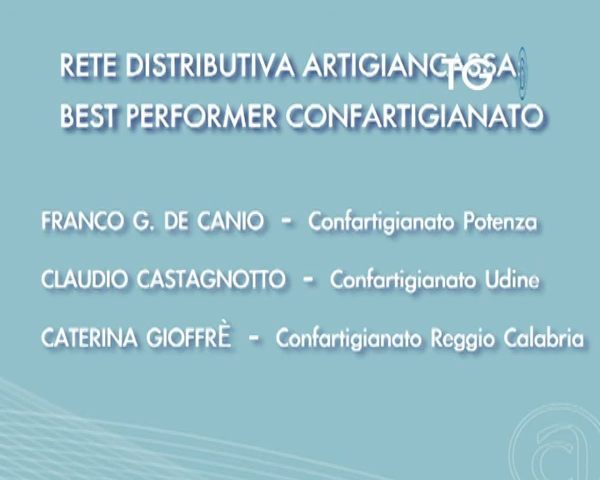 RETE DISTRIBUTIVA ARTIGIANCASSA
TG
BEST PERFORMER CONFARTIGIANATO
FRANCO G. DE CANIO - Confartigianato Potenza
CLAUDIO CASTAGNOTTO - Confartigianato Udine
CATERINA GIOFFRÈ - Confartigianato Reggio Calabria